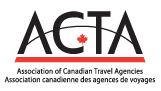 ACTA
Association of Canadian Travel Agencies
Association canadienne des agences de voyages